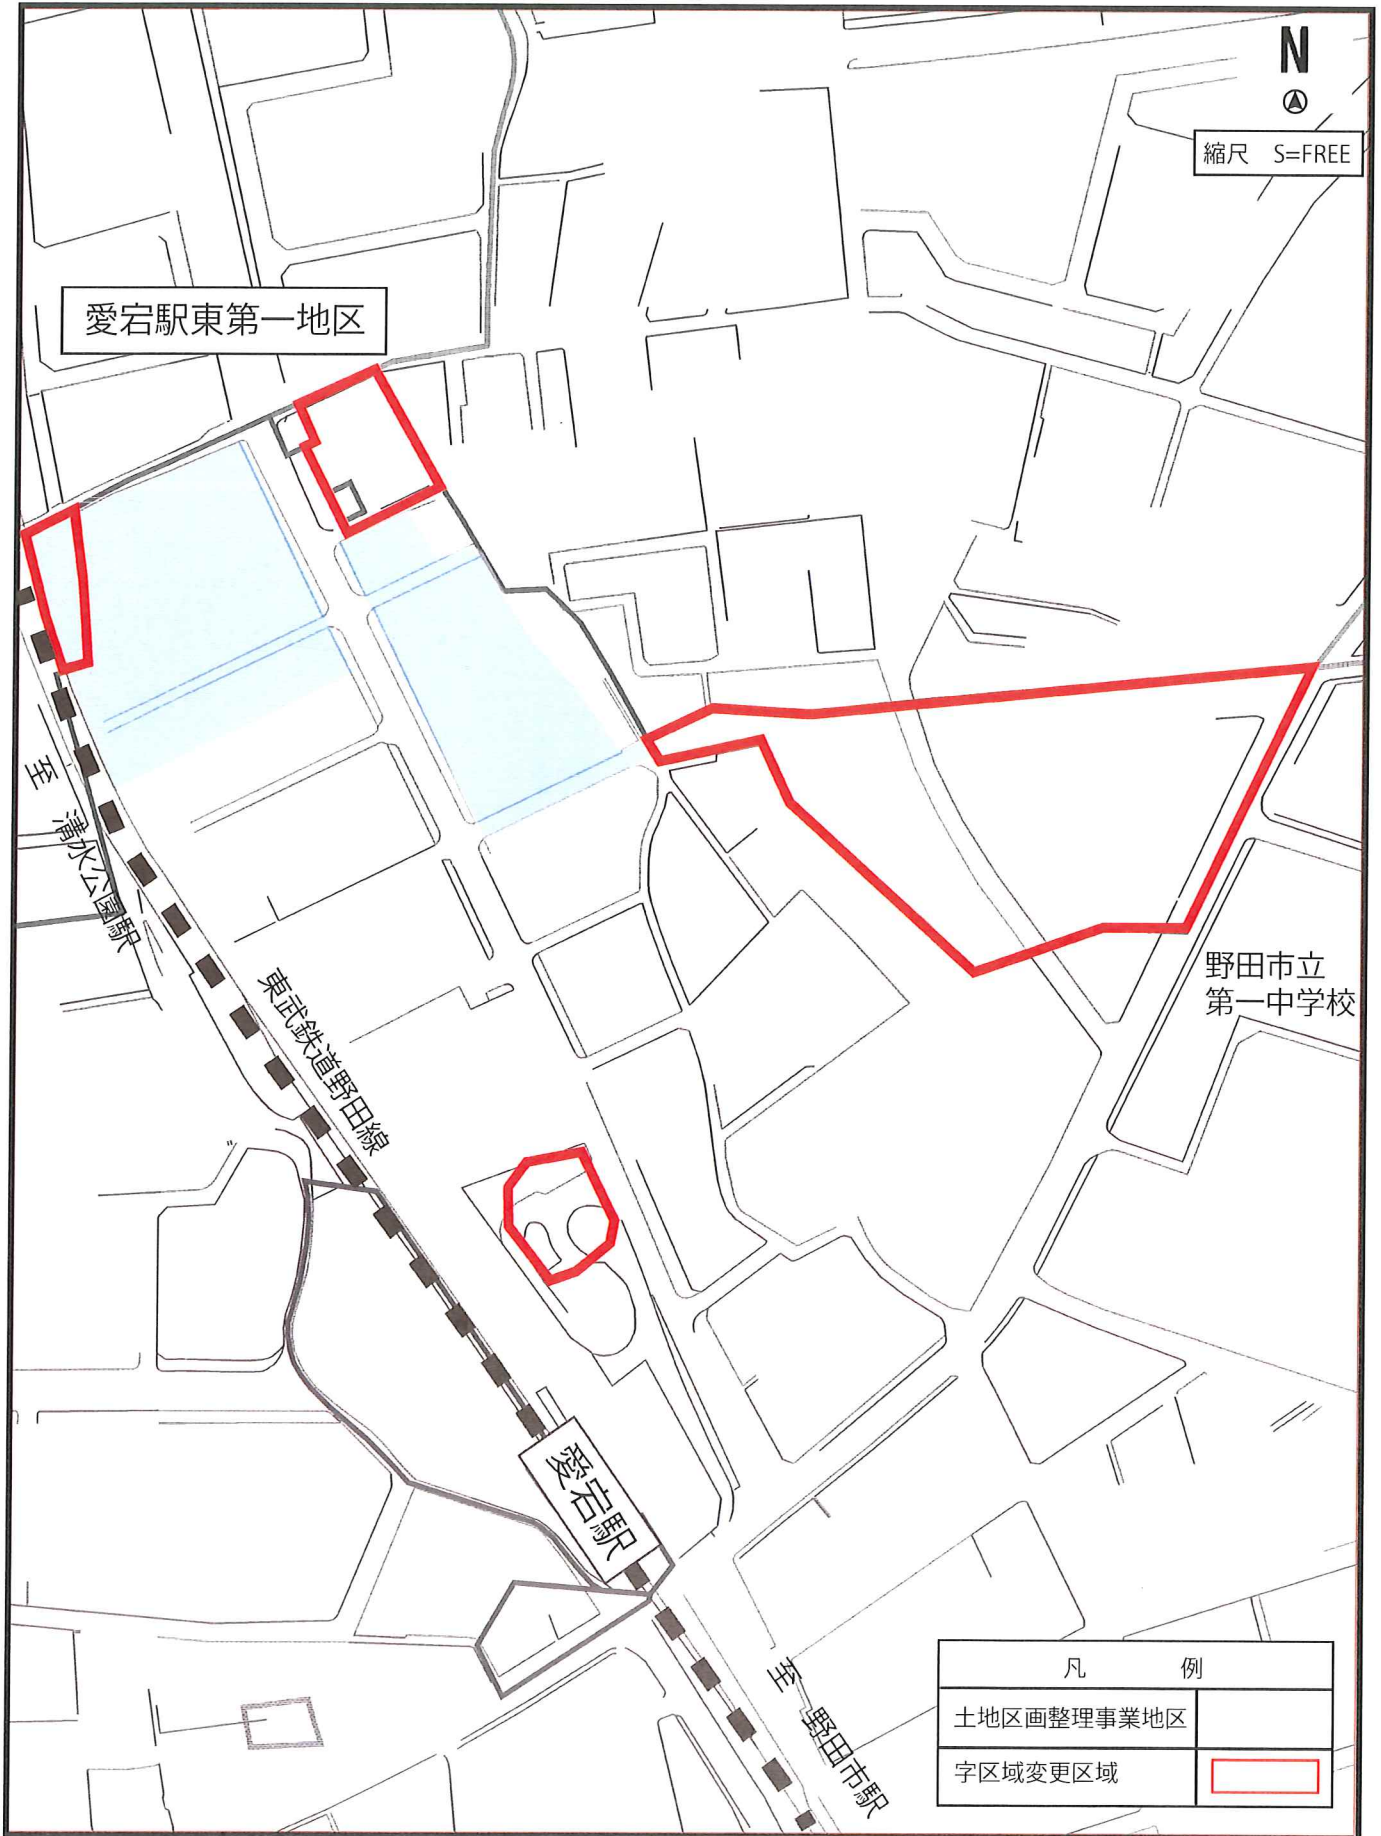 N
縮尺 S=FREE
愛宕駅東第一地区
至 清水公園駅
東武鉄道野田線
野田市立
第一中学校
愛宕駅
至 野田市駅
凡 例
土地区画整理事業地区
字区域変更区域